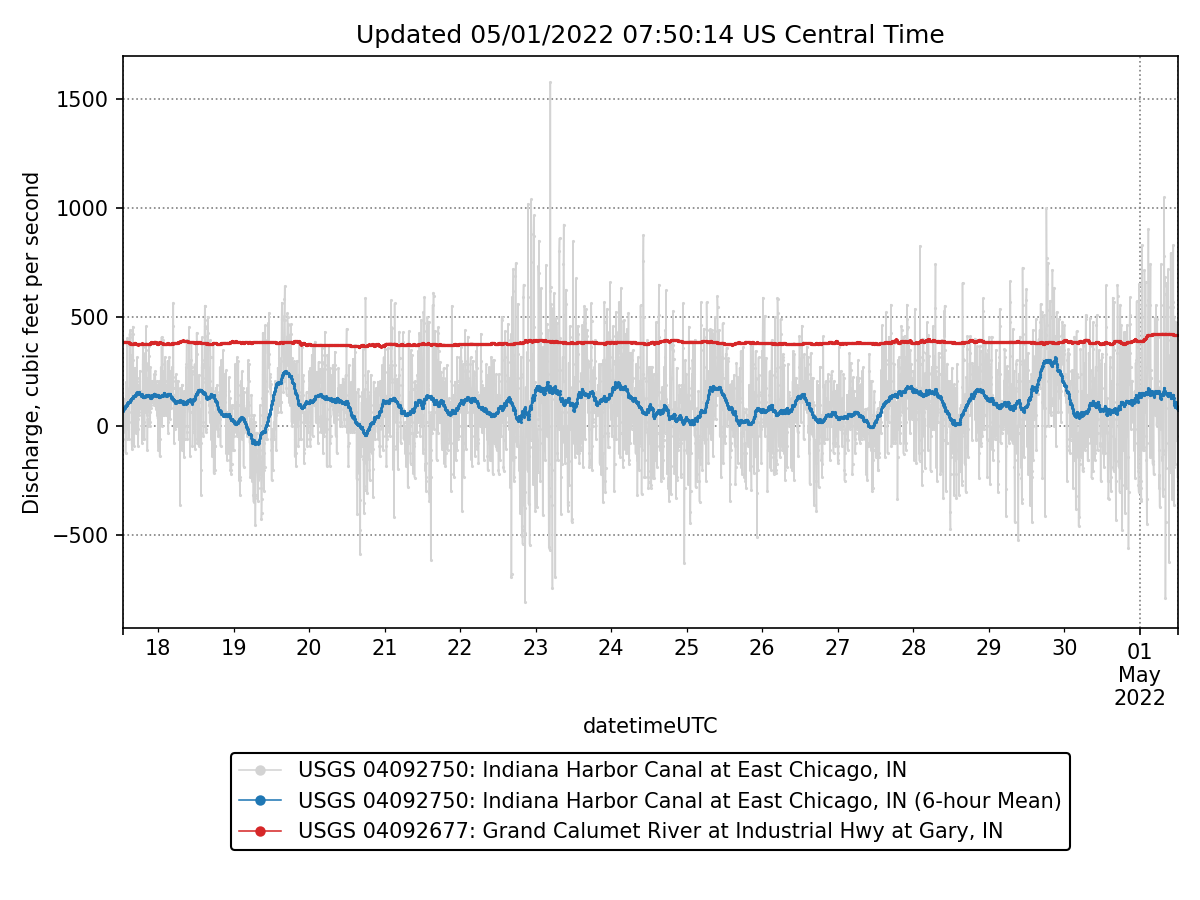 Updated 05/01/2022 07:50:14 US Central Time
Discharge, cubic feet per second
1500
1000
500
0
−500
18 19 20 21 22 23 24 25 26 27 28 29 30 01
May
2022
datetimeUTC
USGS 04092750: Indiana Harbor Canal at East Chicago, IN
USGS 04092750: Indiana Harbor Canal at East Chicago, IN (6-hour Mean)
USGS 04092677: Grand Calumet River at Industrial Hwy at Gary, IN